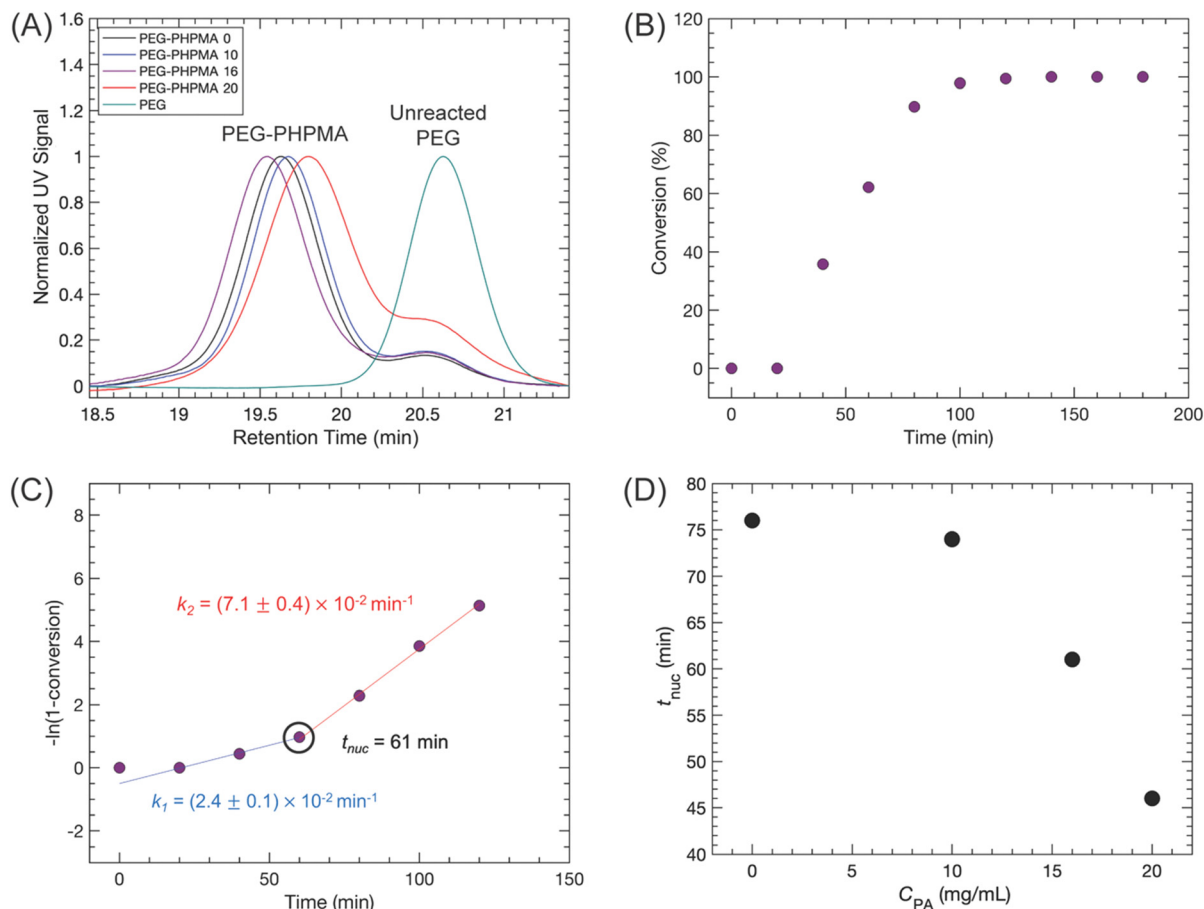 (A)
1.6
1.4
1.2
1
0.8
0.6
0.4
0.2
0
Normalized UV Signal
PEG-PHPMA 0
PEG-PHPMA 10
PEG-PHPMA 16
PEG-PHPMA 20
PEG
PEG-PHPMA
Unreacted
PEG
18.5 19 19.5 20 20.5 21
Retention Time (min)
(B)
120
100
80
60
40
20
0
Conversion (%)
0 50 100 150 200
Time (min)
(C)
8
6
4
2
0
-2
-ln(1-conversion)
k₂ = (7.1 ± 0.4) × 10⁻² min⁻¹
tₙᵤ꜀ = 61 min
k₁ = (2.4 ± 0.1) × 10⁻² min⁻¹
0 50 100 150
Time (min)
(D)
80
75
70
65
60
55
50
45
40
t_nuc (min)
0 5 10 15 20
C_PA (mg/mL)